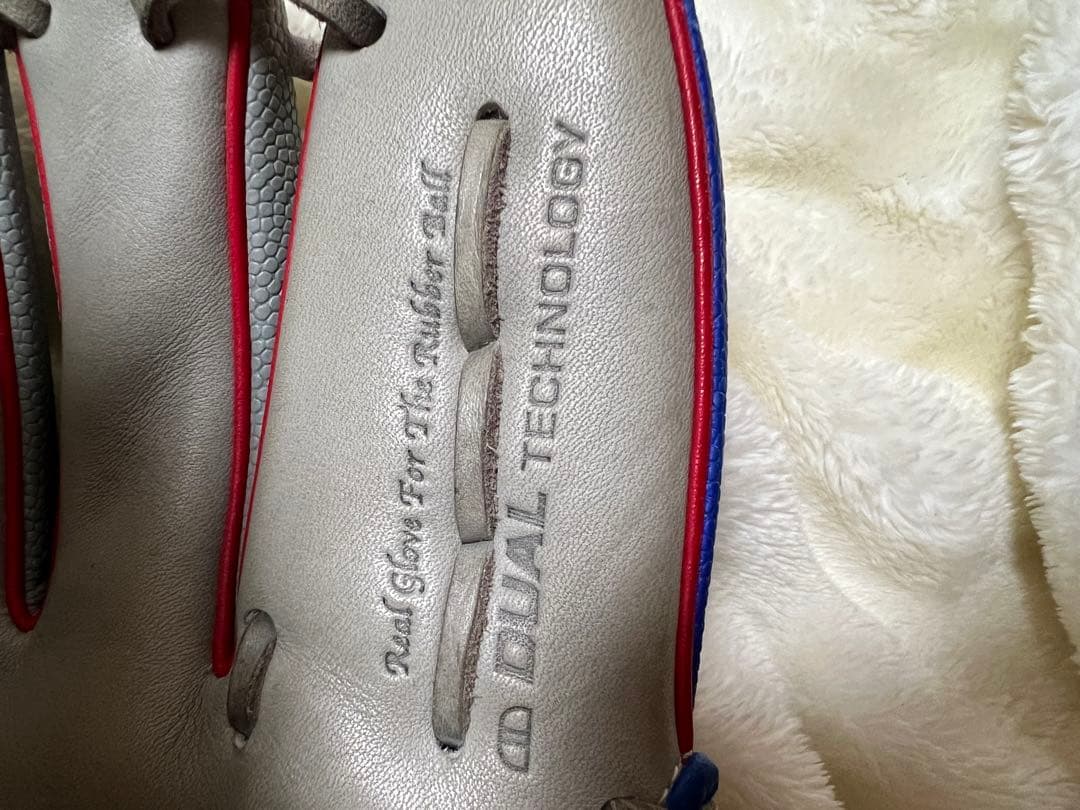 Real Glove For The Rubber Ball
DUAL TECHNOLOGY